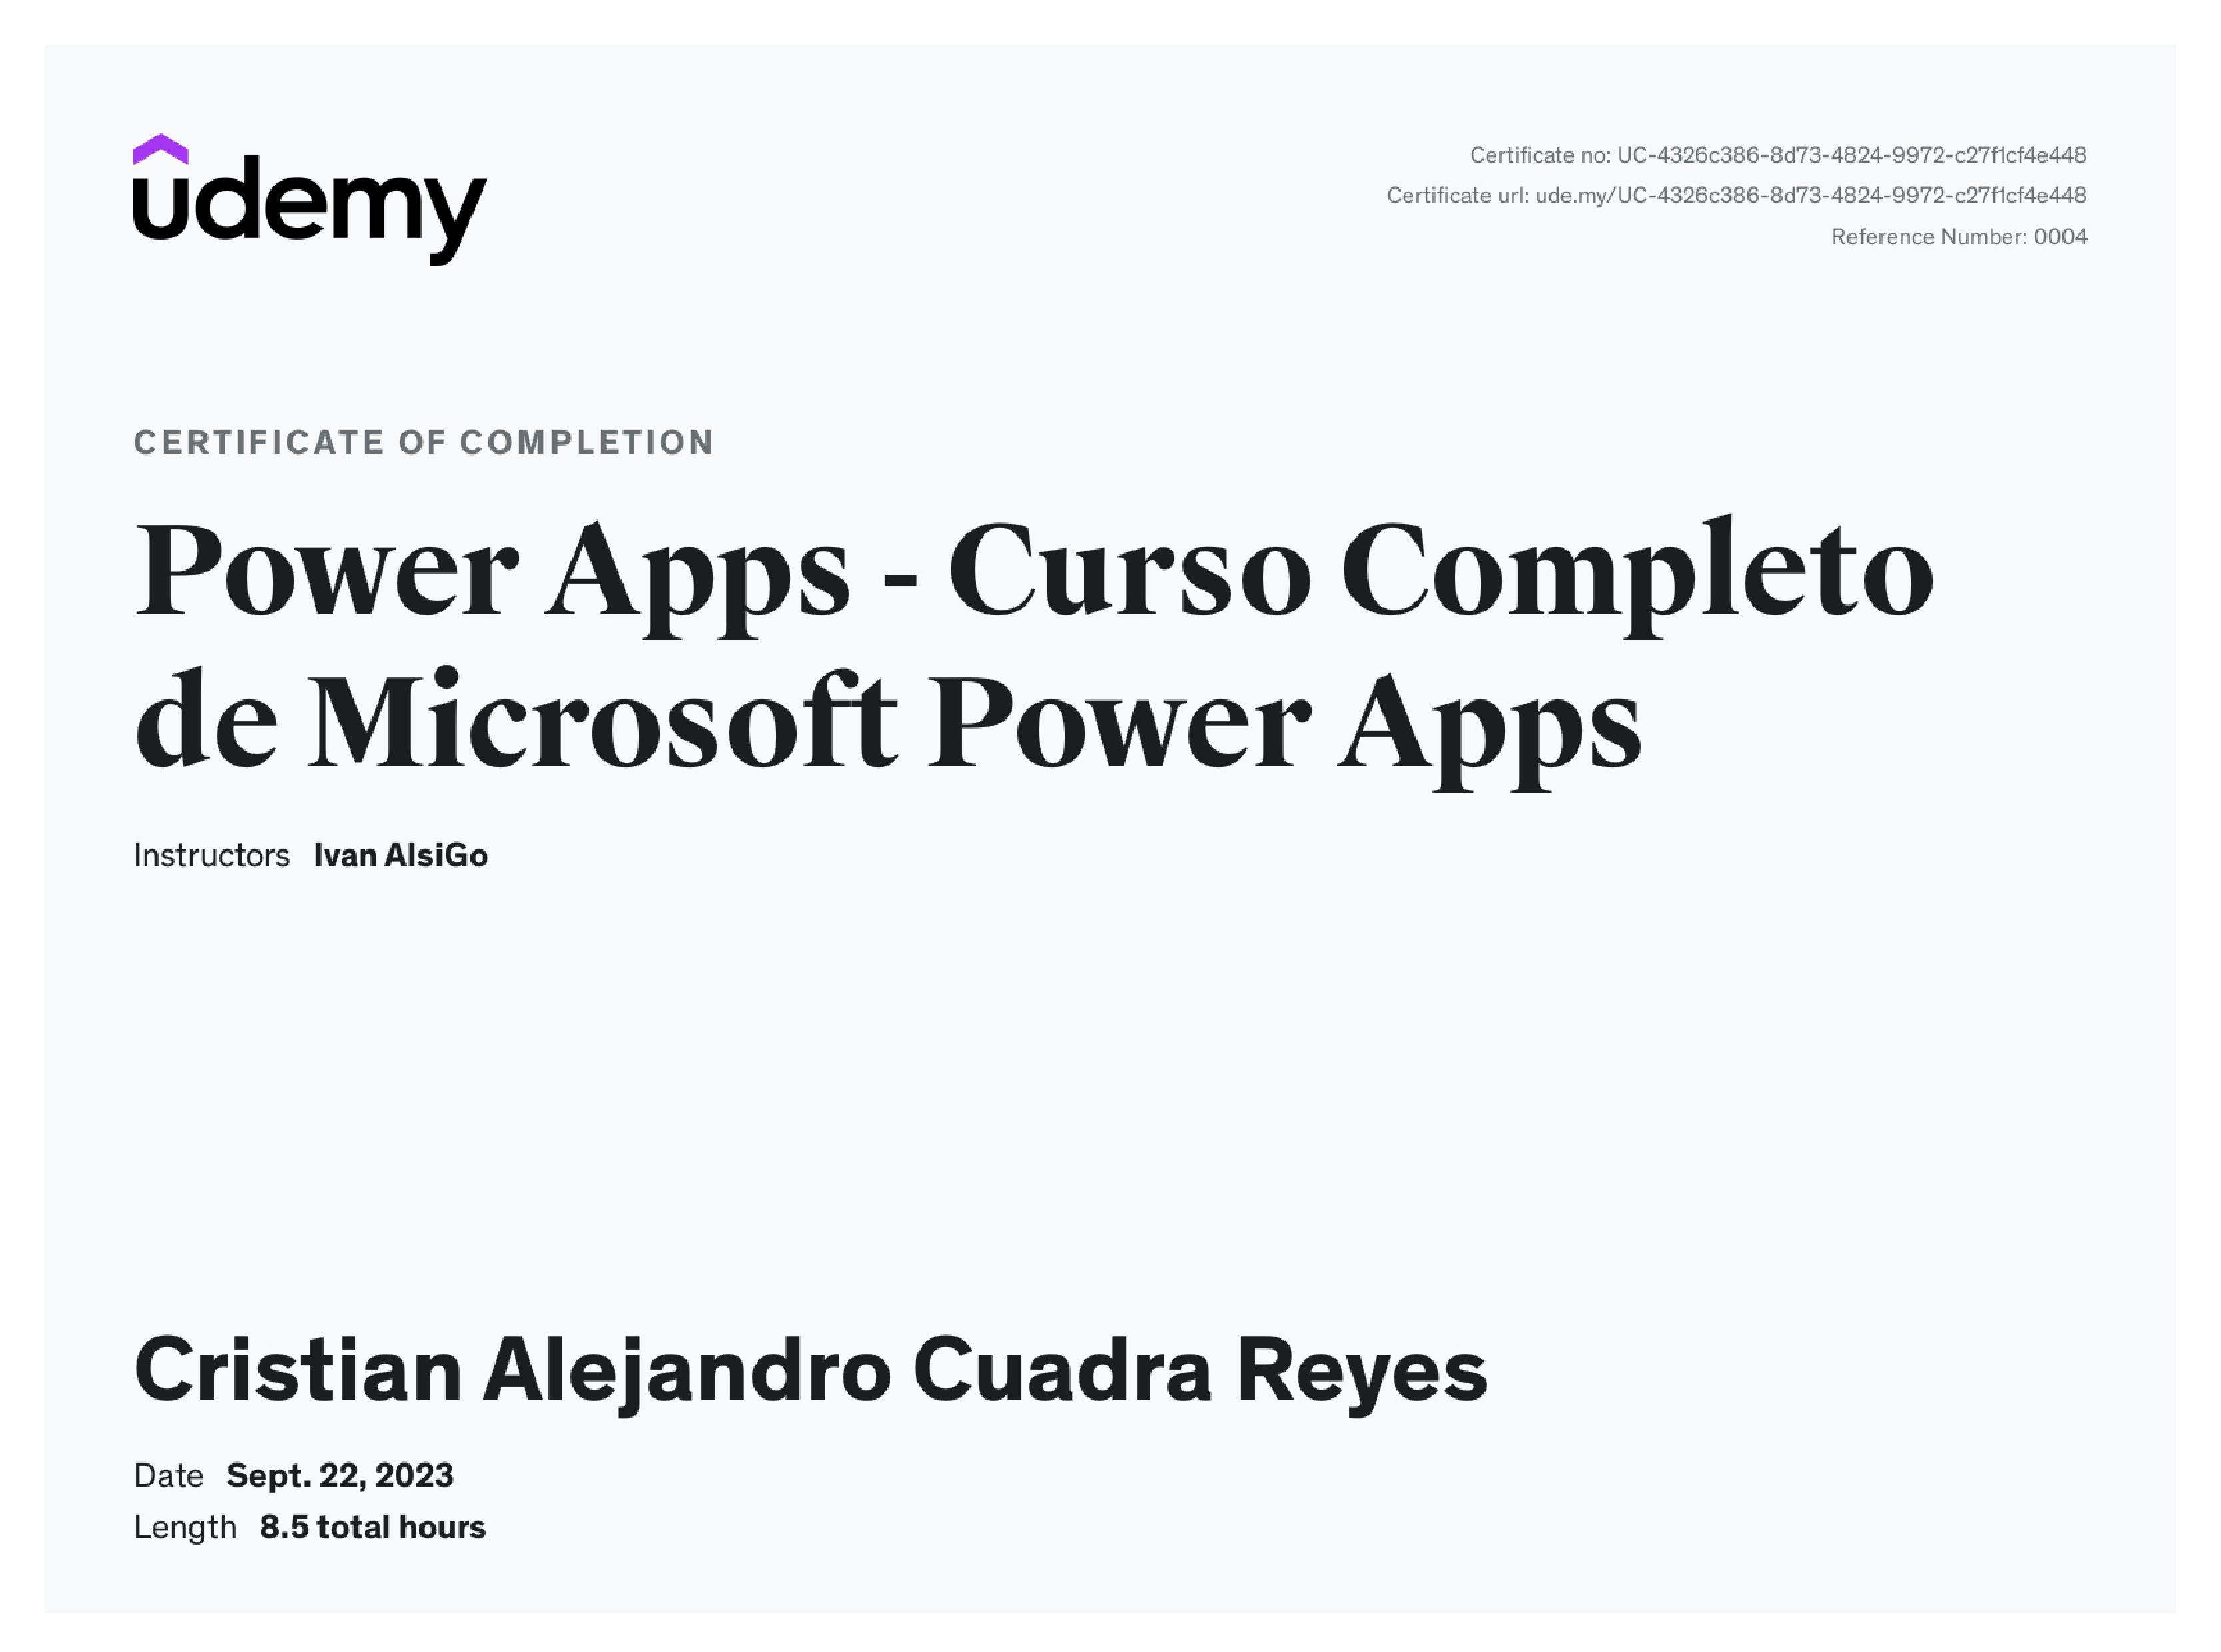 udemy
Certificate no: UC-4326c386-8d73-4824-9972-c27f1cf4e448
Certificate url: ude.my/UC-4326c386-8d73-4824-9972-c27f1cf4e448
Reference Number: 0004
CERTIFICATE OF COMPLETION
Power Apps - Curso Completo
de Microsoft Power Apps
Instructors Ivan AlsiGo
Cristian Alejandro Cuadra Reyes
Date Sept. 22, 2023
Length 8.5 total hours